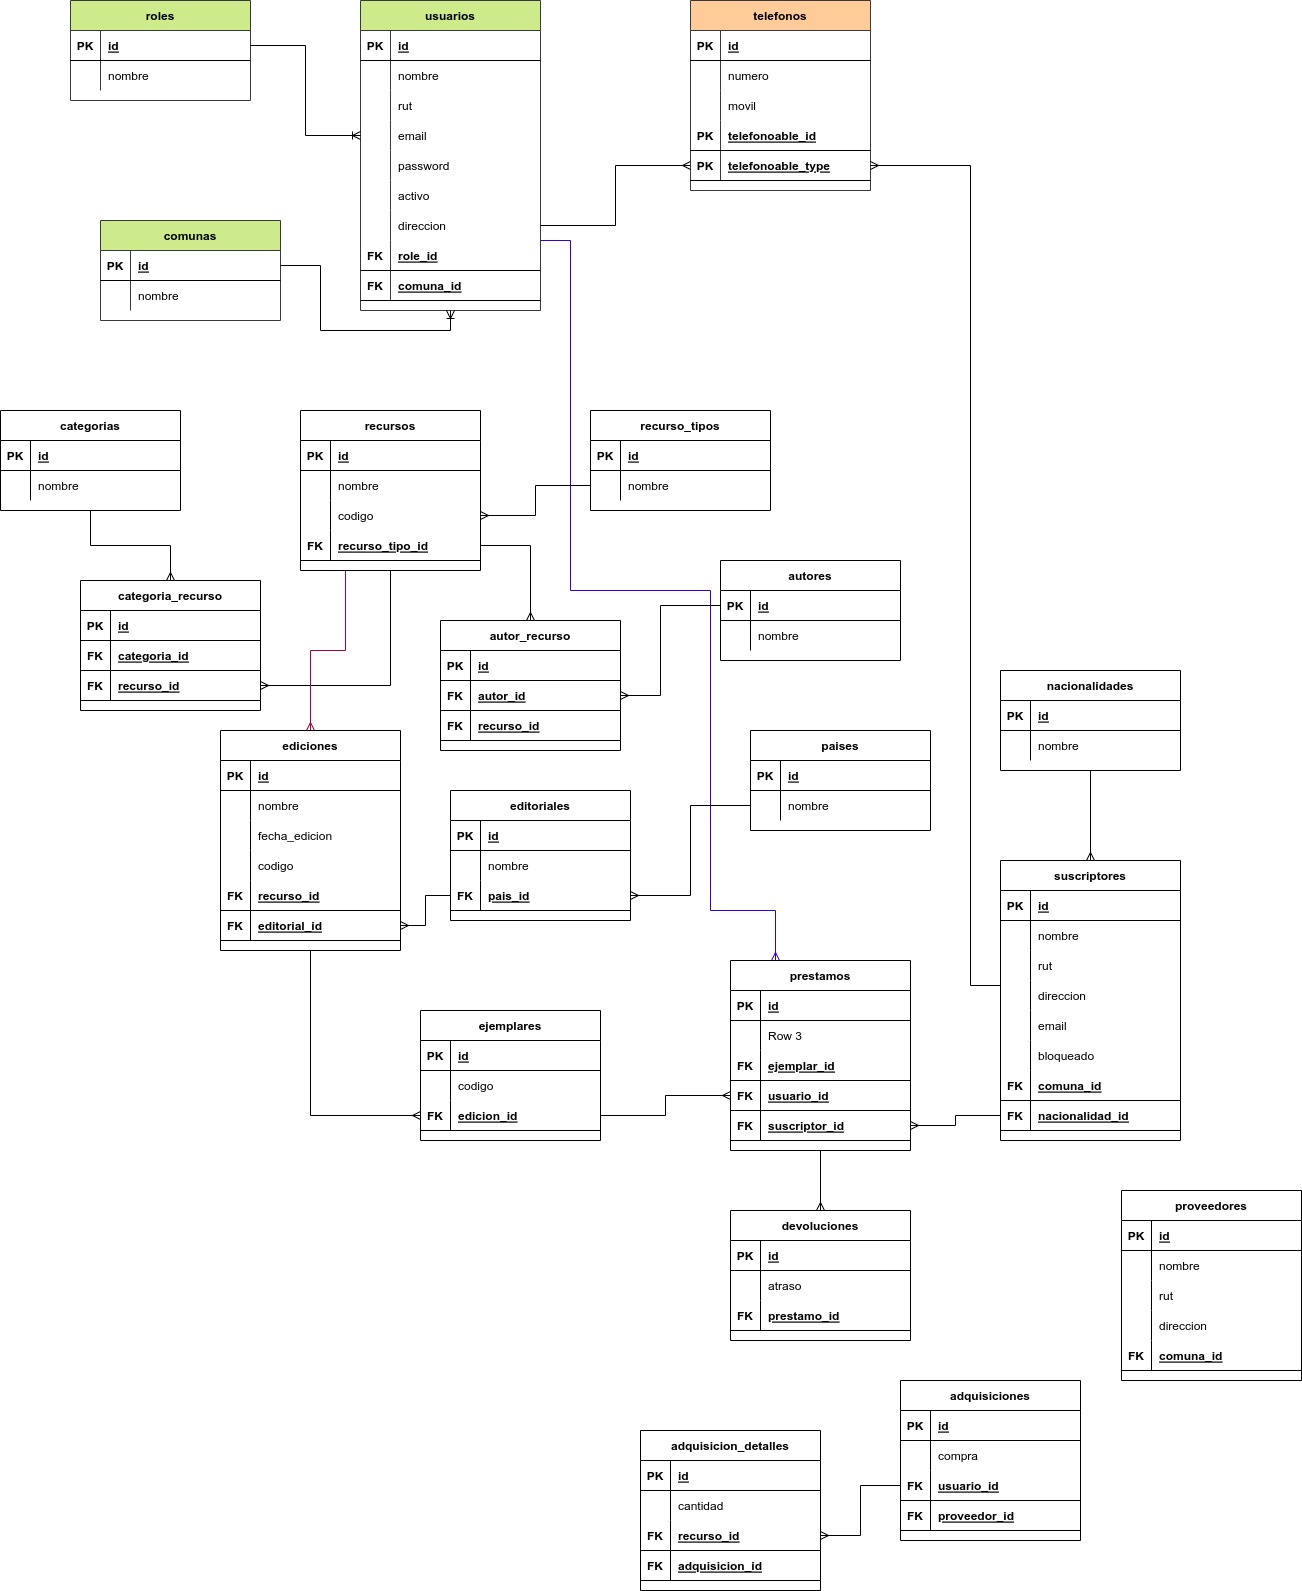 roles
PK id
nombre
usuarios
PK id
nombre
rut
email
password
activo
direccion
FK role_id
FK comuna_id
telefonos
PK id
numero
movil
PK telefonoable_id
PK telefonoable_type
comunas
PK id
nombre
categorias
PK id
nombre
recursos
PK id
nombre
codigo
FK recurso_tipo_id
recurso_tipos
PK id
nombre
categoria_recurso
PK id
FK categoria_id
FK recurso_id
autor_recurso
PK id
FK autor_id
FK recurso_id
autores
PK id
nombre
nacionalidades
PK id
nombre
ediciones
PK id
nombre
fecha_edicion
codigo
FK recurso_id
FK editorial_id
editoriales
PK id
nombre
FK pais_id
paises
PK id
nombre
suscriptores
PK id
nombre
rut
direccion
email
bloqueado
FK comuna_id
FK nacionalidad_id
ejemplares
PK id
codigo
FK edicion_id
prestamos
PK id
Row 3
FK ejemplar_id
FK usuario_id
FK suscriptor_id
devoluciones
PK id
atraso
FK prestamo_id
proveedores
PK id
nombre
rut
direccion
FK comuna_id
adquisicion_detalles
PK id
cantidad
FK recurso_id
FK adquisicion_id
adquisiciones
PK id
compra
FK usuario_id
FK proveedor_id